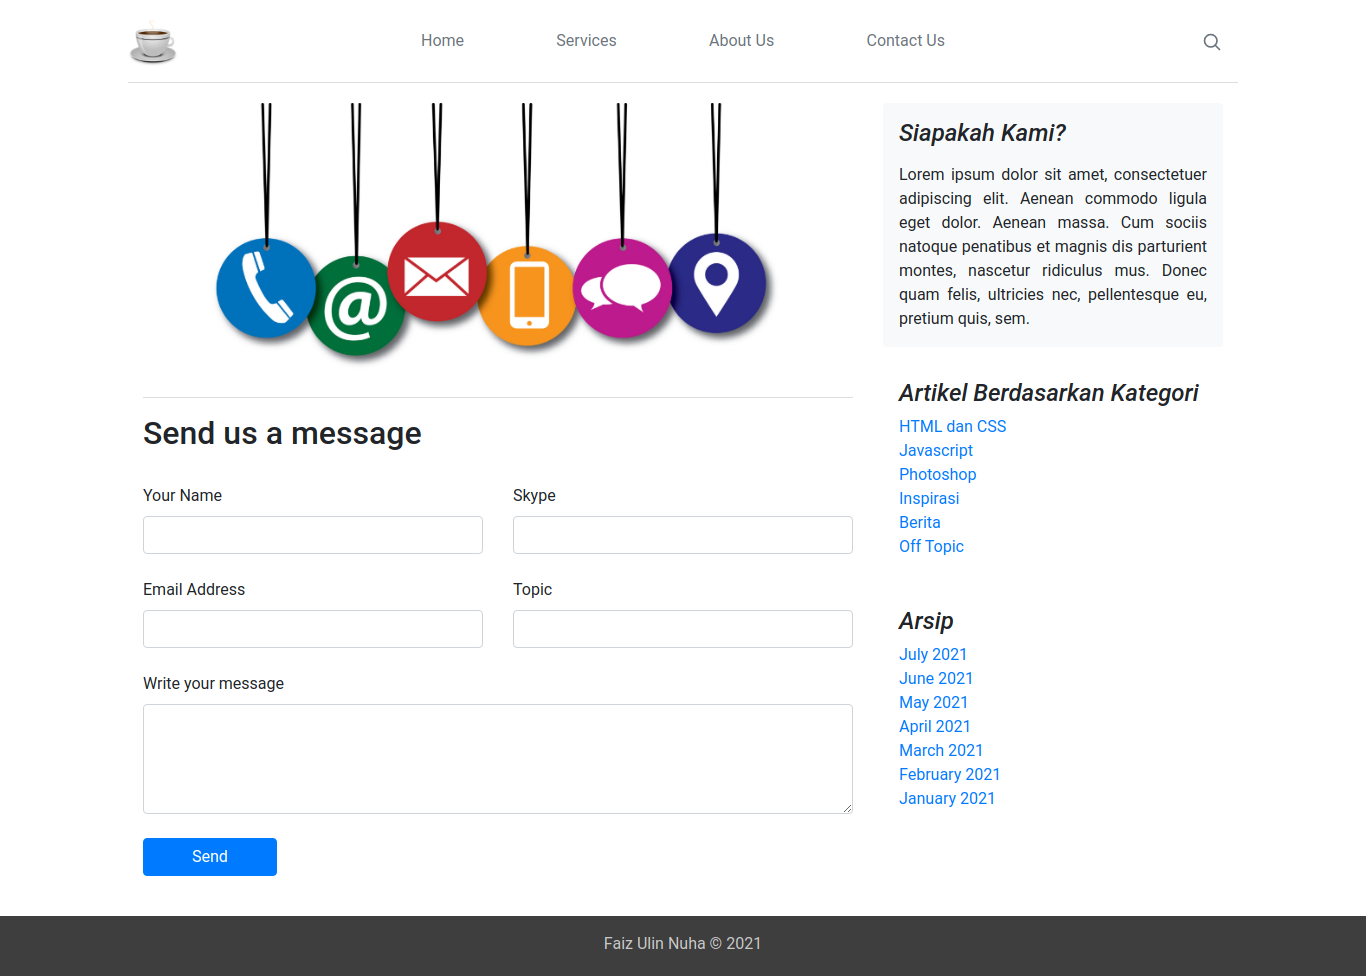 Home Services About Us Contact Us
@
Send us a message
Your Name Skype
Email Address Topic
Write your message
Send
Siapakah Kami?
Lorem ipsum dolor sit amet, consectetuer
adipiscing elit. Aenean commodo ligula
eget dolor. Aenean massa. Cum sociis
natoque penatibus et magnis dis parturient
montes, nascetur ridiculus mus. Donec
quam felis, ultricies nec, pellentesque eu,
pretium quis, sem.
Artikel Berdasarkan Kategori
HTML dan CSS
Javascript
Photoshop
Inspirasi
Berita
Off Topic
Arsip
July 2021
June 2021
May 2021
April 2021
March 2021
February 2021
January 2021
Faiz Ulin Nuha © 2021